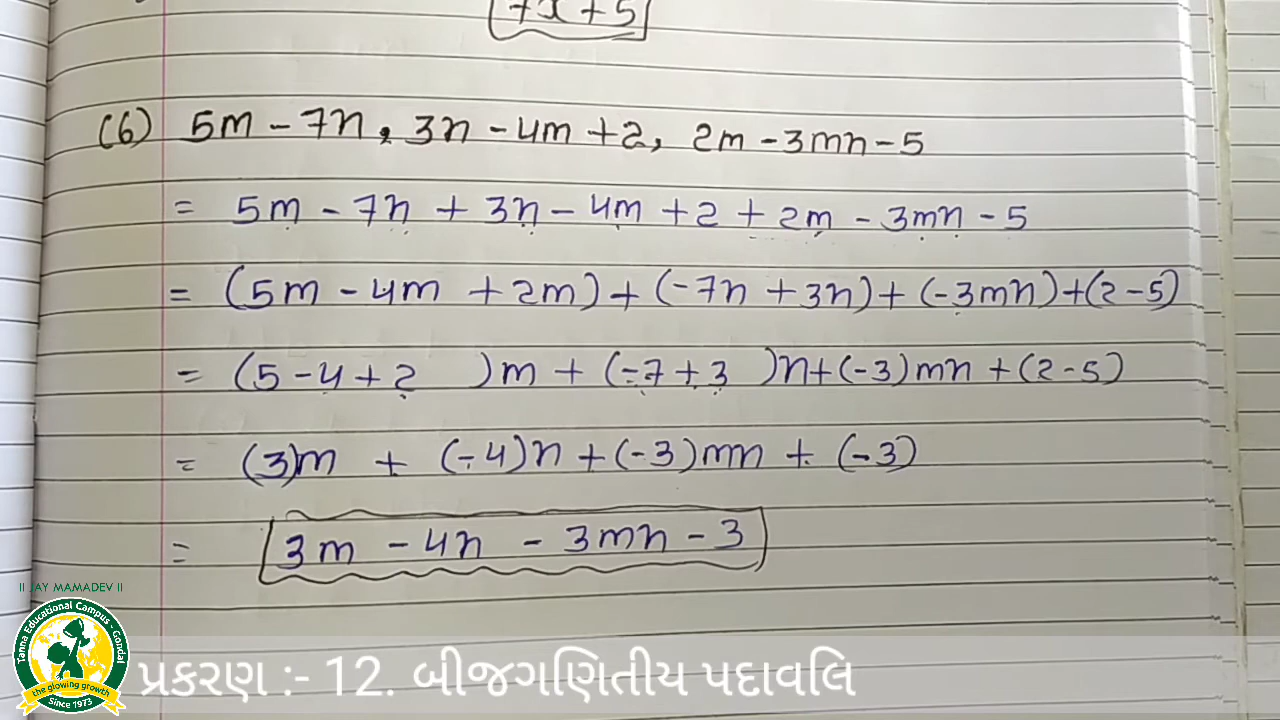 7x + 5
(6) 5m - 7n, 3n - 4m + 2, 2m - 3mn - 5
= 5m - 7n + 3n - 4m + 2 + 2m - 3mn - 5
= (5m - 4m + 2m) + (-7n + 3n) + (-3mn) + (2 - 5)
= (5 - 4 + 2 )m + (-7 + 3 )n + (-3)mn + (2 - 5)
= (3)m + (-4)n + (-3)mn + (-3)
= 3m - 4n - 3mn - 3
॥ JAY MAMADEV ॥
Tanna Educational Campus - Gondal
the glowing growth
Since 1973
પ્રકરણ :- 12. બીજગણિતીય પદાવલિ